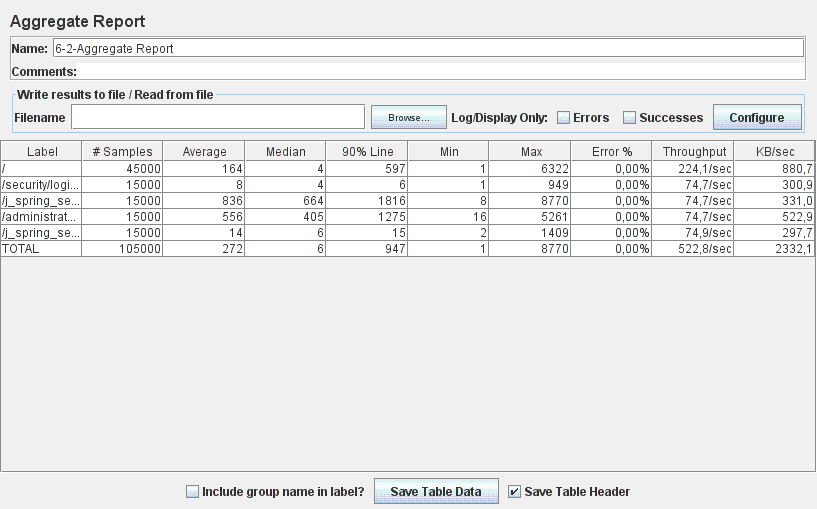 Aggregate Report
Name: 6-2-Aggregate Report
Comments:
Write results to file / Read from file
Filename Browse... Log/Display Only: Errors Successes Configure
Label # Samples Average Median 90% Line Min Max Error % Throughput KB/sec
/ 45000 164 4 597 1 6322 0,00% 224,1/sec 880,7
/security/logi... 15000 8 4 6 1 949 0,00% 74,7/sec 300,9
/j_spring_se... 15000 836 664 1816 8 8770 0,00% 74,9/sec 331,0
/administrat... 15000 556 405 1275 16 5261 0,00% 74,7/sec 522,9
/j_spring_se... 15000 14 6 15 2 1409 0,00% 74,9/sec 297,7
TOTAL 105000 272 6 947 1 8770 0,00% 522,8/sec 2332,1
Include group name in label? Save Table Data Save Table Header